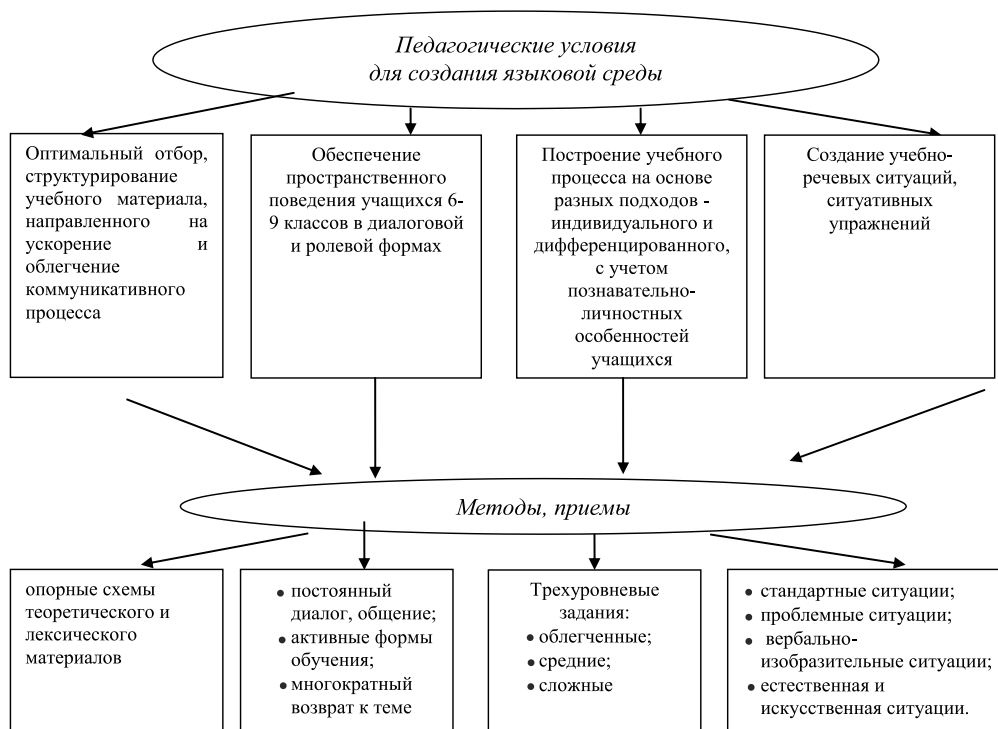 Педагогические условия
для создания языковой среды
Оптимальный отбор,
структурирование
учебного материала,
направленного на
ускорение и
облегчение
коммуникативного
процесса
Обеспечение
пространственного
поведения учащихся 6-
9 классов в диалоговой
и ролевой формах
Построение учебного
процесса на основе
разных подходов -
индивидуального и
дифференцированного,
с учетом
познавательно-
личностных
особенностей
учащихся
Создание учебно-
речевых ситуаций,
ситуативных
упражнений
Методы, приемы
опорные схемы
теоретического и
лексического
материалов
• постоянный
диалог, общение;
• активные формы
обучения;
• многократный
возврат к теме
Трехуровневые
задания:
• облегченные;
• средние;
• сложные
• стандартные ситуации;
• проблемные ситуации;
• вербально-
изобразительные ситуации;
• естественная и
искусственная ситуации.